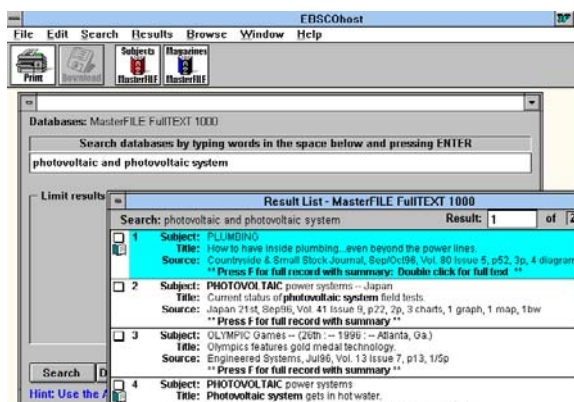 EBSCOhost
File Edit Search Results Browse Window Help
Print Download Subjects MasterFILE Magazines MasterFILE
Databases: MasterFILE FullTEXT 1000
Search databases by typing words in the space below and pressing ENTER
photovoltaic and photovoltaic system
Limit results
Result List - MasterFILE FullTEXT 1000
Search: photovoltaic and photovoltaic system Result: 1 of
1 Subject: PLUMBING
Title: How to have inside plumbing...even beyond the power lines.
Source: Countryside & Small Stock Journal, Sep/Oct96, Vol. 80 Issue 5, p52, 3p, 4 diagram
** Press F for full record with summary: Double click for full text **
2 Subject: PHOTOVOLTAIC power systems -- Japan
Title: Current status of photovoltaic system field tests.
Source: Japan 21st, Sep96, Vol. 41 Issue 9, p22, 2p, 3 charts, 1 graph, 1 map, 1bw
** Press F for full record with summary **
3 Subject: OLYMPIC Games -- (26th : -- 1996 : -- Atlanta, Ga.)
Title: Olympics features gold medal technology.
Source: Engineered Systems, Jul96, Vol. 13 Issue 7, p13, 1/5p
** Press F for full record with summary **
4 Subject: PHOTOVOLTAIC power systems
Title: Photovoltaic system gets in hot water.
Search D
Hint: Use the